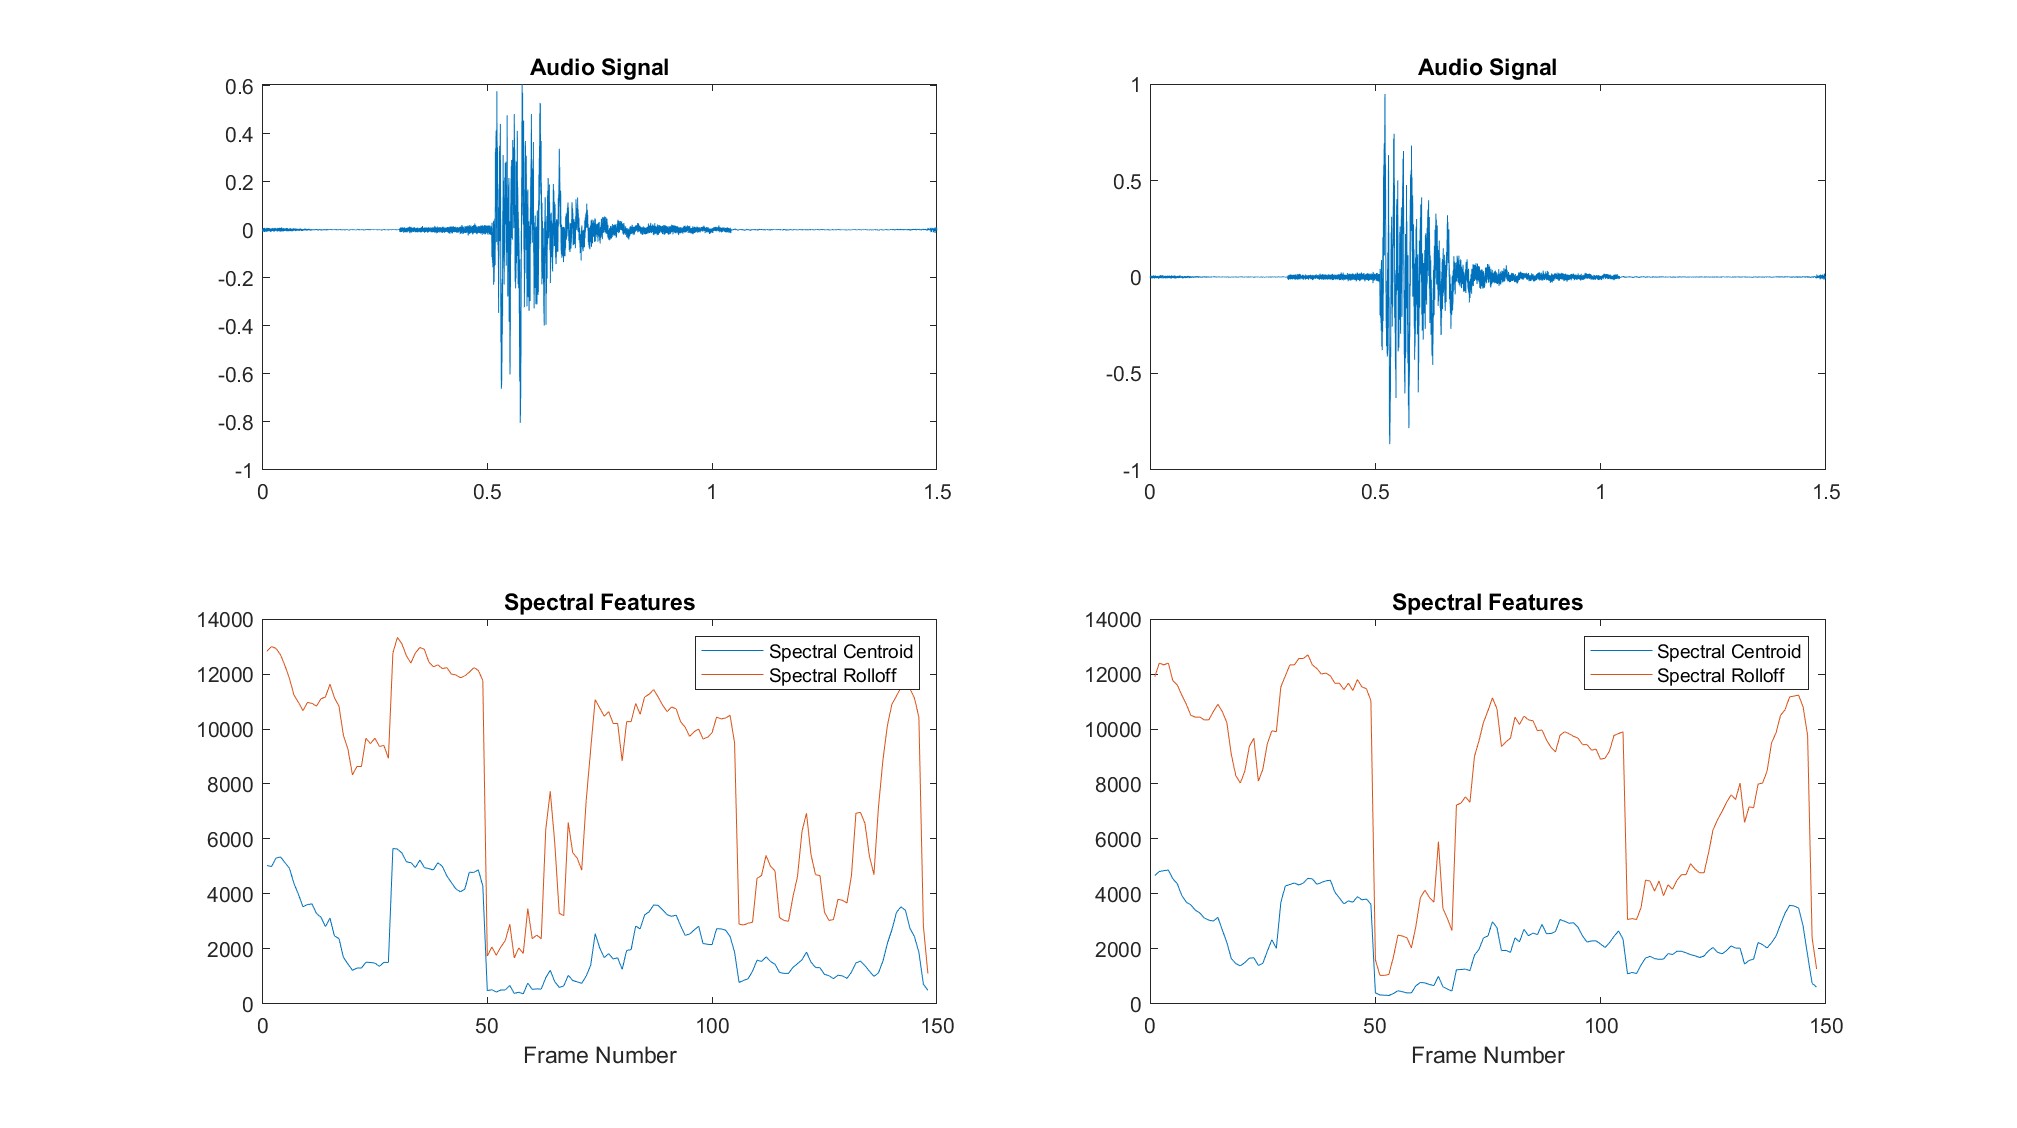 Audio Signal
0.6
0.4
0.2
0
-0.2
-0.4
-0.6
-0.8
-1
0 0.5 1 1.5
Audio Signal
1
0.5
0
-0.5
-1
0 0.5 1 1.5
Spectral Features
14000
12000
10000
8000
6000
4000
2000
0
Spectral Centroid
Spectral Rolloff
0 50 100 150
Frame Number
Spectral Features
14000
12000
10000
8000
6000
4000
2000
0
Spectral Centroid
Spectral Rolloff
0 50 100 150
Frame Number